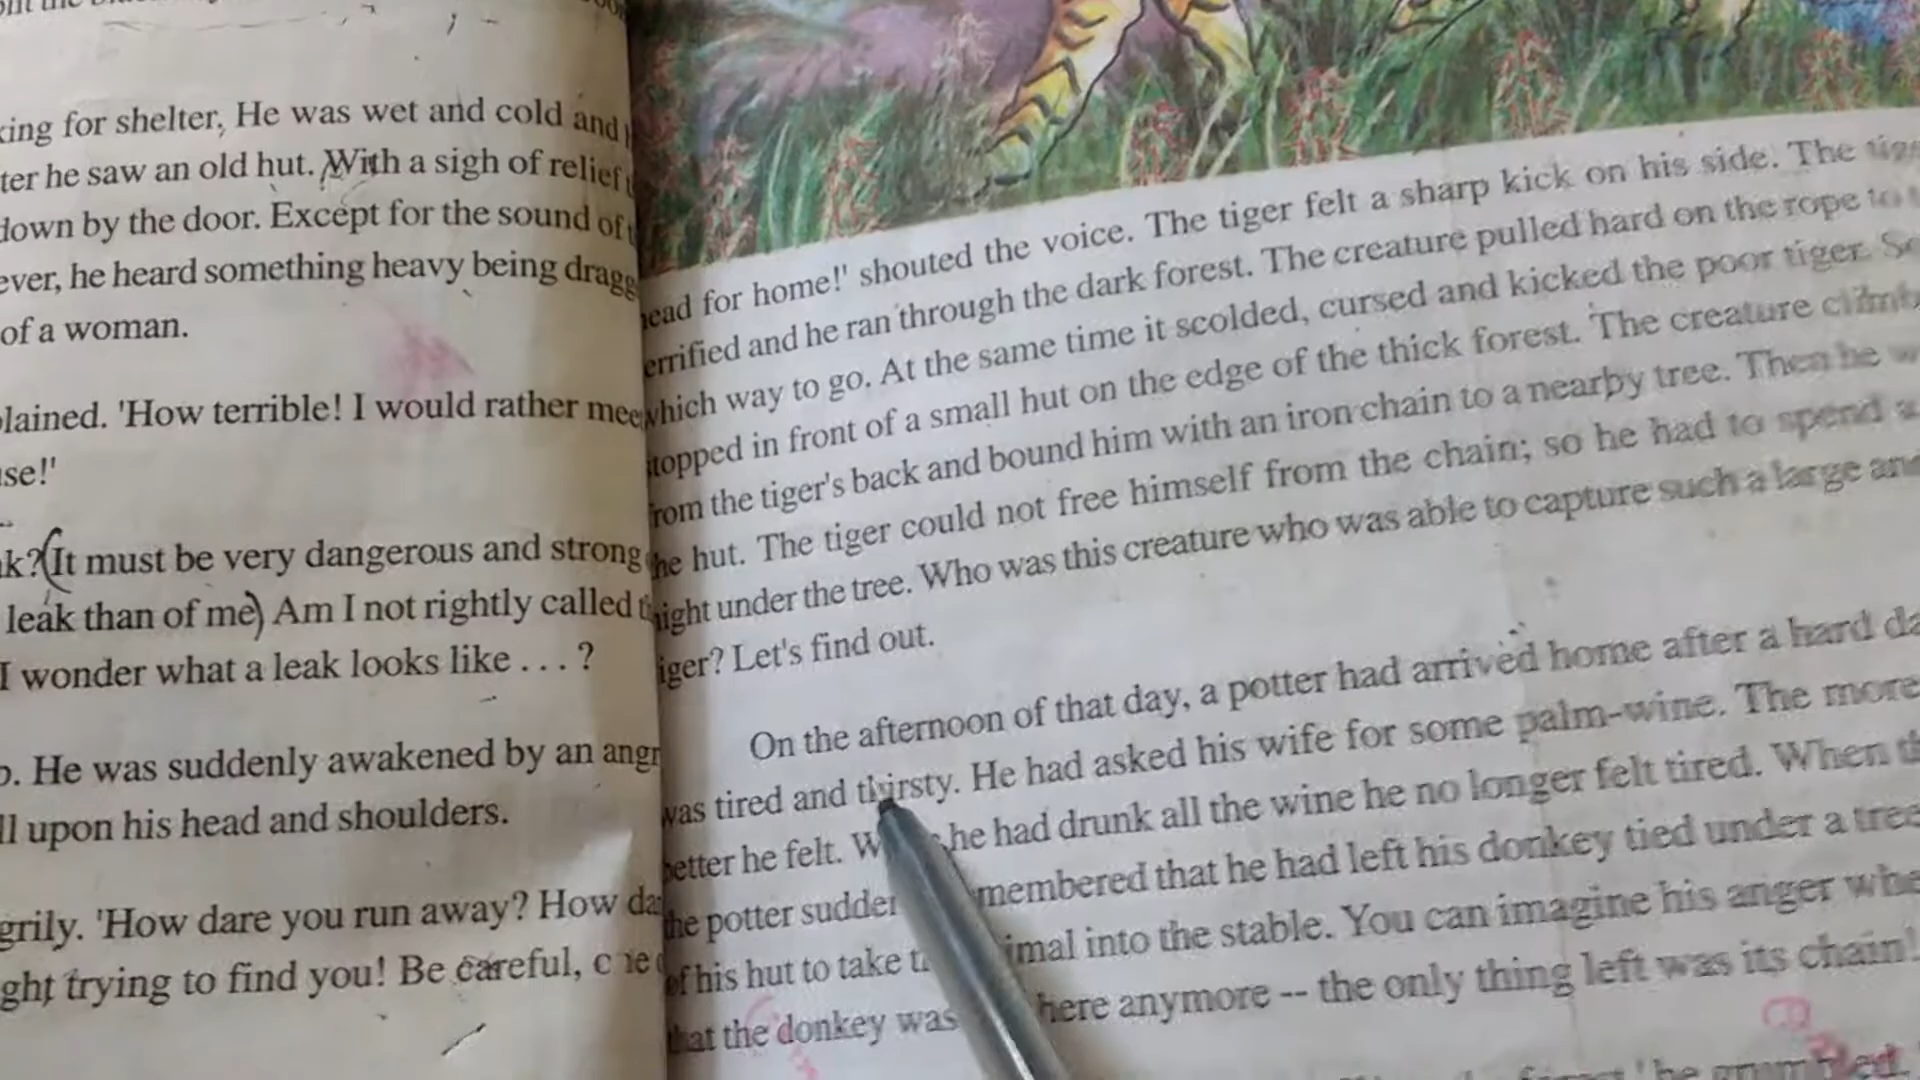 king for shelter, He was wet and cold and
ter he saw an old hut. With a sigh of relief
down by the door. Except for the sound of
ever, he heard something heavy being dragg
of a woman.
plained. 'How terrible! I would rather mee
use!'
k? It must be very dangerous and strong
leak than of me) Am I not rightly called
I wonder what a leak looks like . . . ?
p. He was suddenly awakened by an angr
ll upon his head and shoulders.
grily. 'How dare you run away? How da
ght trying to find you! Be careful,
ead for home!' shouted the voice. The tiger felt a sharp kick on his side. The tige
errified and he ran through the dark forest. The creature pulled hard on the rope to
which way to go. At the same time it scolded, cursed and kicked the poor tiger. So
topped in front of a small hut on the edge of the thick forest. The creature climb
rom the tiger's back and bound him with an iron chain to a nearby tree. Then he w
he hut. The tiger could not free himself from the chain; so he had to spend a
ight under the tree. Who was this creature who was able to capture such a large and
iger? Let's find out.
On the afternoon of that day, a potter had arrived home after a hard da
was tired and thirsty. He had asked his wife for some palm-wine. The more
etter he felt. he had drunk all the wine he no longer felt tired. When th
he potter sudden membered that he had left his donkey tied under a tree
of his hut to take imal into the stable. You can imagine his anger whe
that the donkey was here anymore -- the only thing left was its chain!
he grumbled.